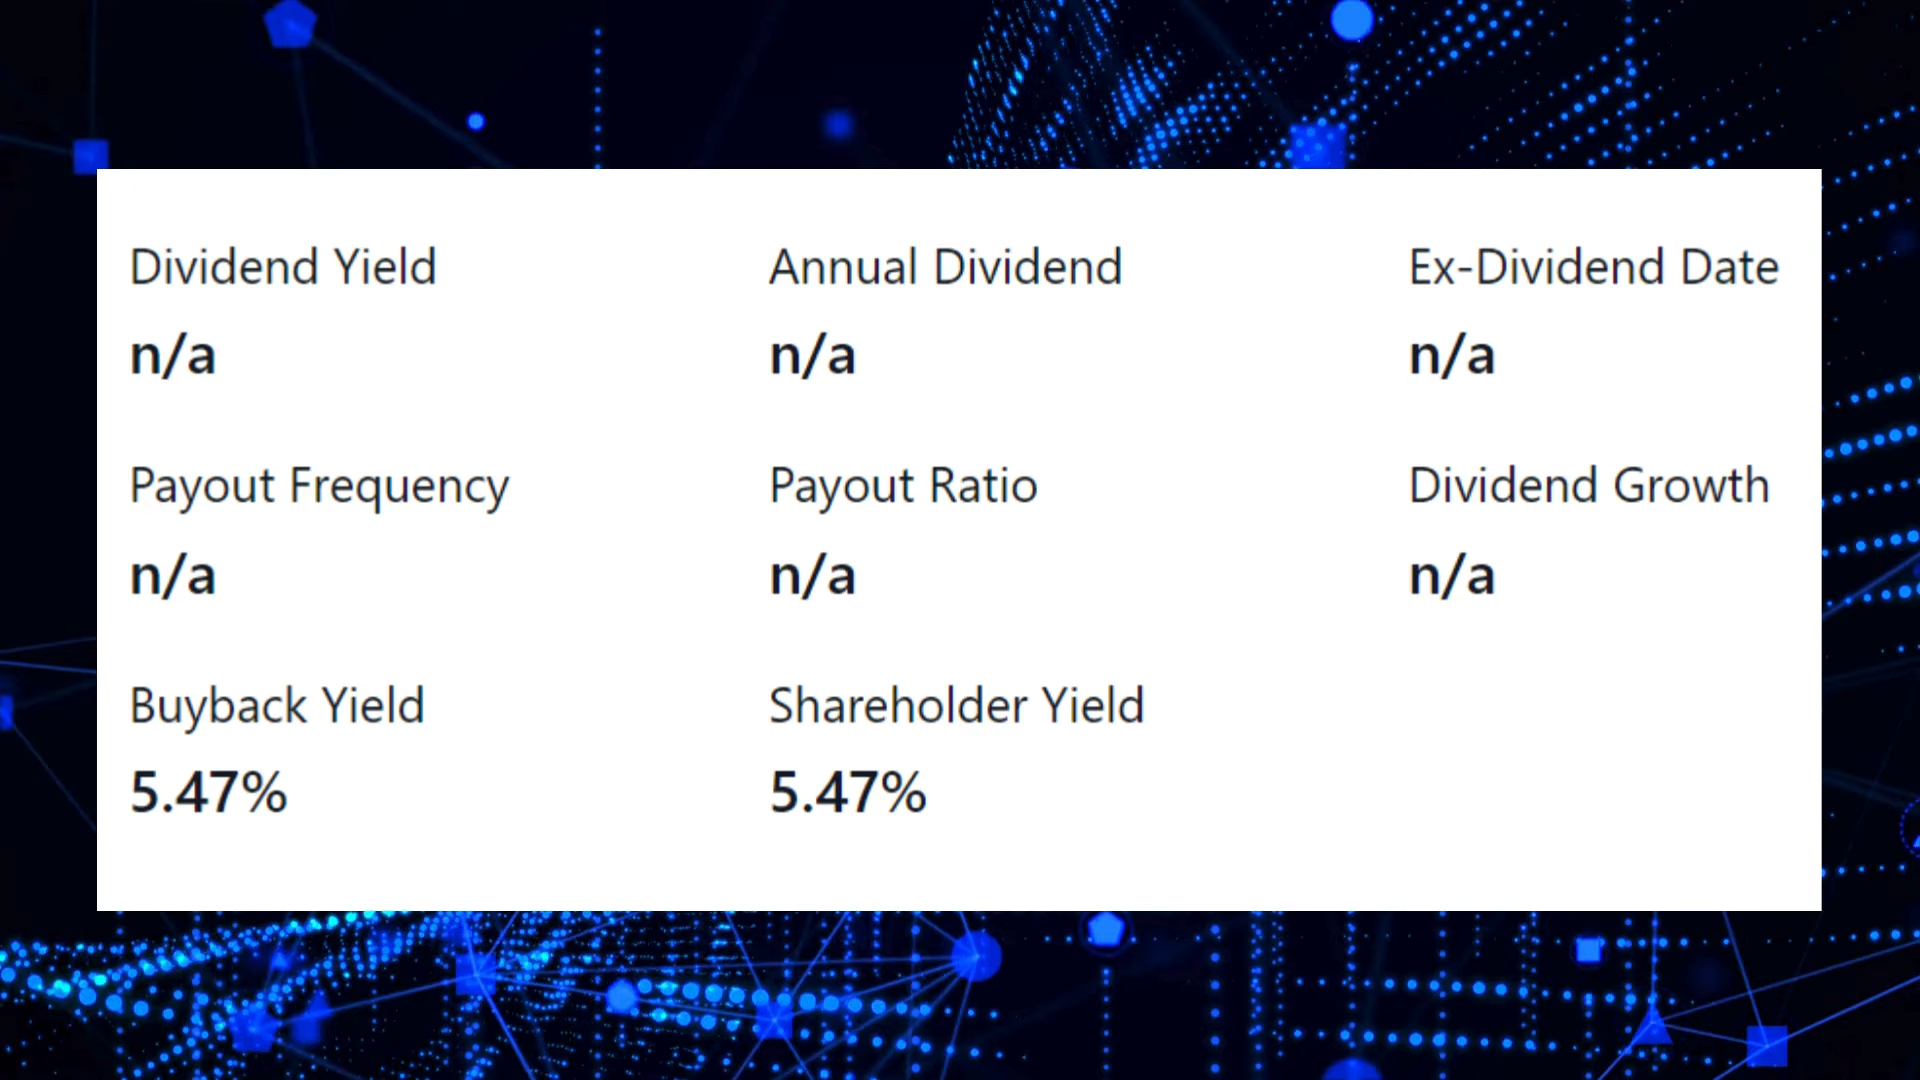 Dividend Yield
Annual Dividend
Ex-Dividend Date
n/a
n/a
n/a
Payout Frequency
Payout Ratio
Dividend Growth
n/a
n/a
n/a
Buyback Yield
Shareholder Yield
5.47%
5.47%